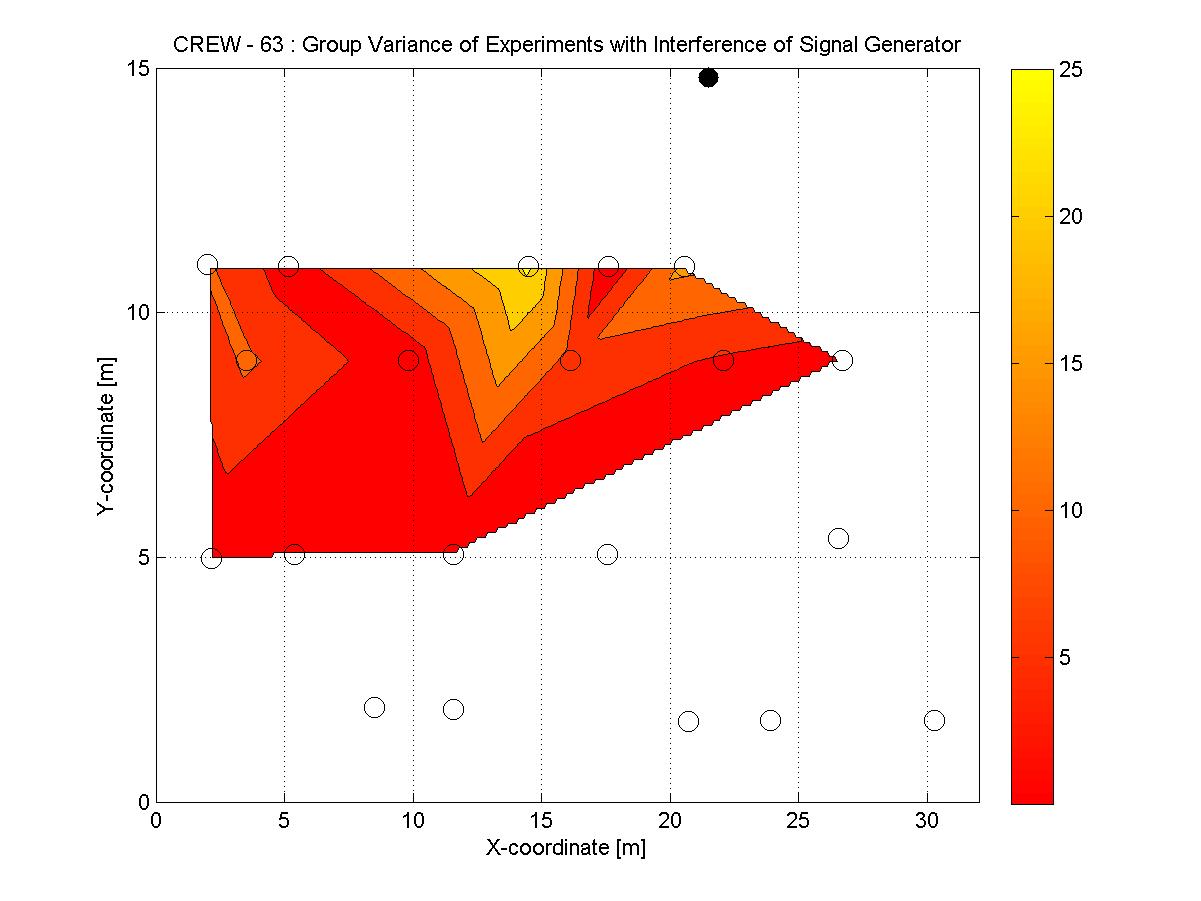 CREW - 63 : Group Variance of Experiments with Interference of Signal Generator
15
10
5
0
0 5 10 15 20 25 30
X-coordinate [m]
Y-coordinate [m]
25
20
15
10
5